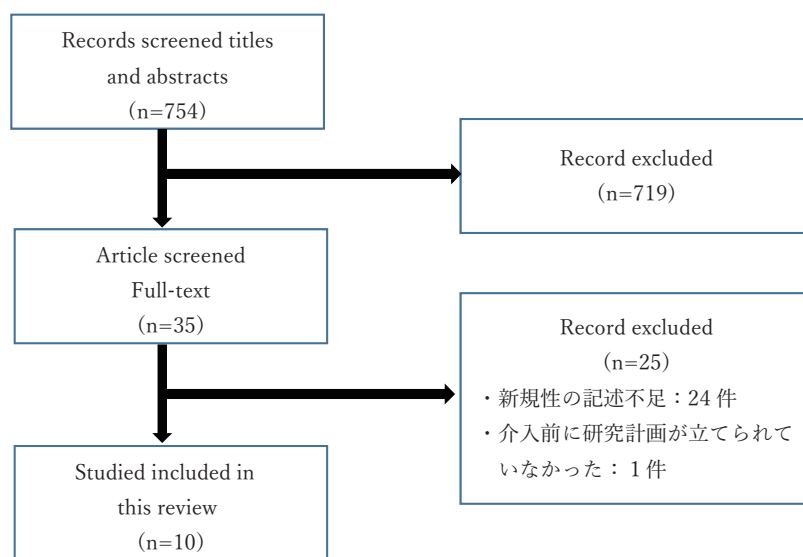 Records screened titles
and abstracts
(n=754)
Record excluded
(n=719)
Article screened
Full-text
(n=35)
Record excluded
(n=25)
・新規性の記述不足：24 件
・介入前に研究計画が立てられて
いなかった： 1 件
Studied included in
this review
(n=10)